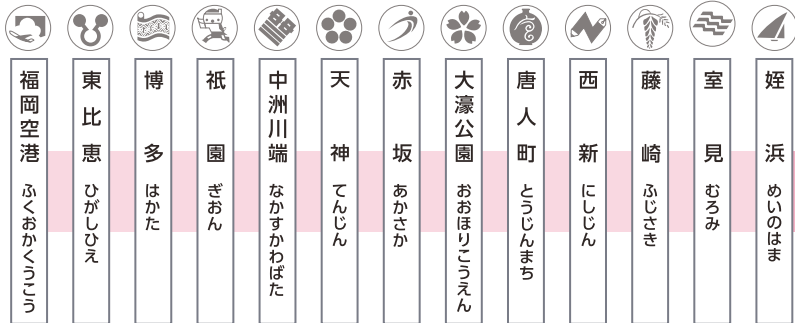 福岡空港 ふくおかくうこう
東比恵 ひがしひえ
博多 はかた
祇園 ぎおん
中洲川端 なかすかわばた
天神 てんじん
赤坂 あかさか
大濠公園 おおほりこうえん
唐人町 とうじんまち
西新 にしじん
藤崎 ふじさき
室見 むろみ
姪浜 めいのはま